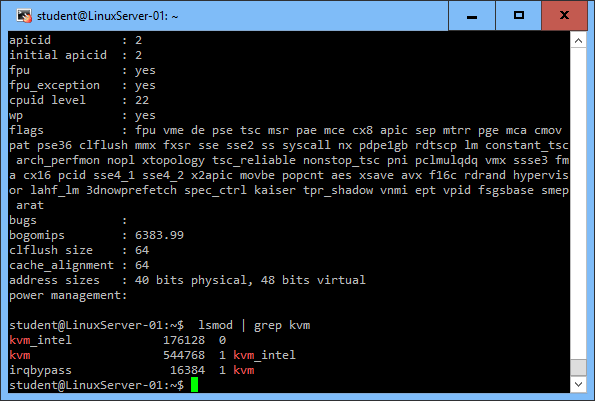 student@LinuxServer-01: ~
apicid          : 2
initial apicid  : 2
fpu             : yes
fpu_exception   : yes
cpuid level     : 22
wp              : yes
flags           : fpu vme de pse tsc msr pae mce cx8 apic sep mtrr pge mca cmov
pat pse36 clflush mmx fxsr sse sse2 ss syscall nx pdpe1gb rdtscp lm constant_tsc
 arch_perfmon nopl xtopology tsc_reliable nonstop_tsc pni pclmulqdq vmx ssse3 fm
a cx16 pcid sse4_1 sse4_2 x2apic movbe popcnt aes xsave avx f16c rdrand hypervis
or lahf_lm 3dnowprefetch spec_ctrl kaiser tpr_shadow vnmi ept vpid fsgsbase smep
 arat
bugs            :
bogomips        : 6383.99
clflush size    : 64
cache_alignment : 64
address sizes   : 40 bits physical, 48 bits virtual
power management:
student@LinuxServer-01:~$  lsmod | grep kvm
kvm_intel             176128  0
kvm                   544768  1 kvm_intel
irqbypass              16384  1 kvm
student@LinuxServer-01:~$